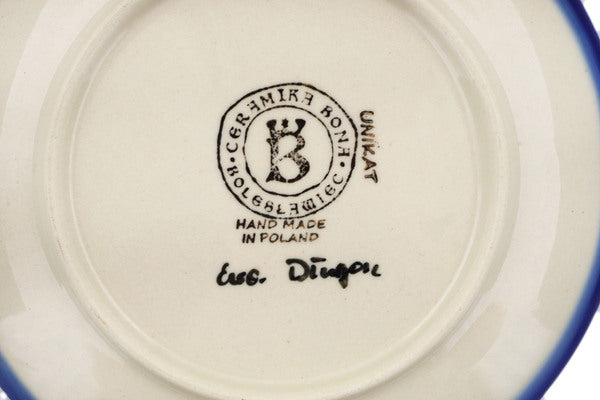 CERAMIKA BONA
B
BOLESŁAWIEC
UNIKAT
HAND MADE
IN POLAND